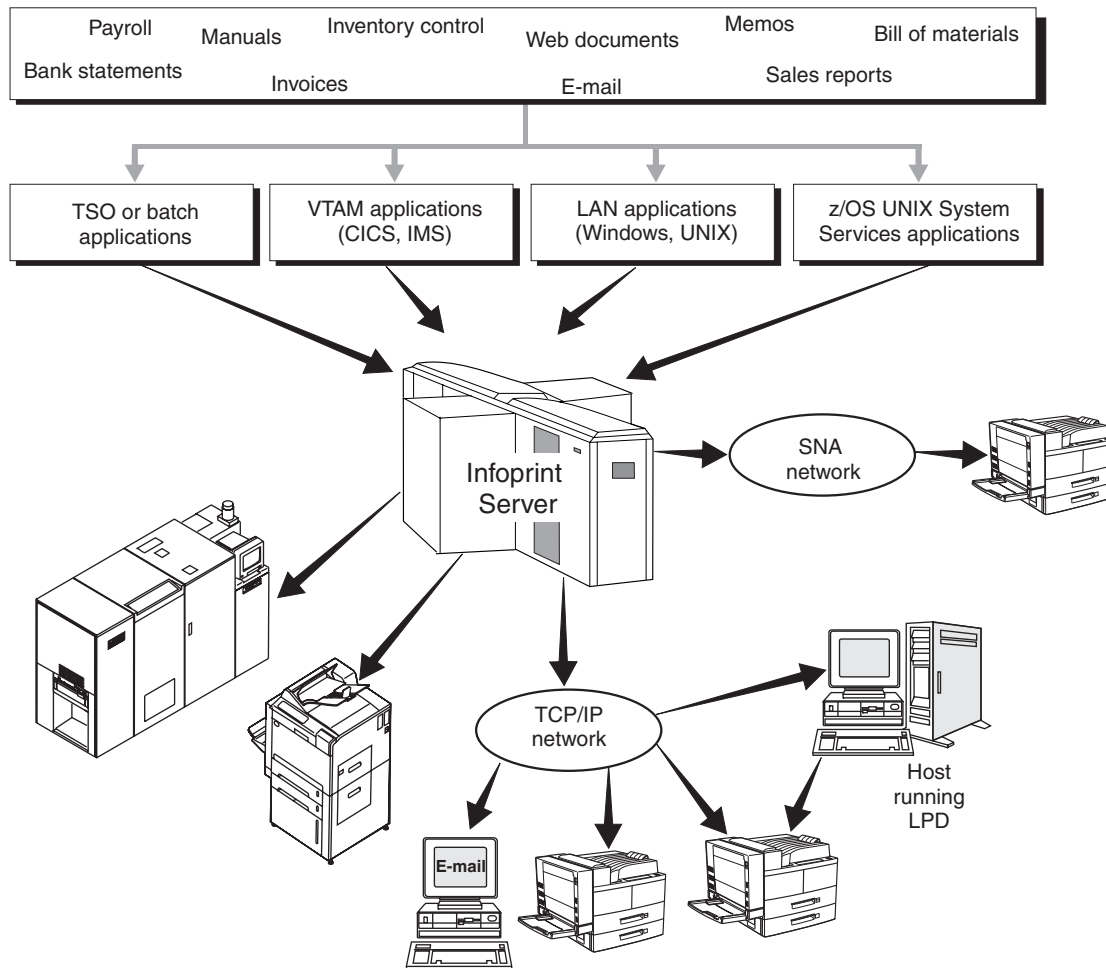 Payroll
Manuals
Inventory control
Web documents
Memos
Bill of materials
Bank statements
Invoices
E-mail
Sales reports
TSO or batch
applications
VTAM applications
(CICS, IMS)
LAN applications
(Windows, UNIX)
z/OS UNIX System
Services applications
Infoprint
Server
SNA
network
TCP/IP
network
Host
running
LPD
E-mail